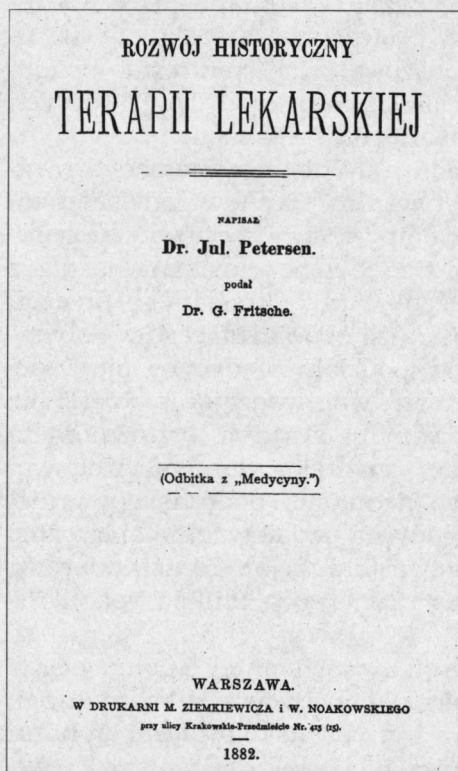 ROZWÓJ HISTORYCZNY
TERAPII LEKARSKIEJ
NAPISAŁ
Dr. Jul. Petersen.
podał
Dr. G. Fritsche.
(Odbitka z „Medycyny.”)
WARSZAWA.
W DRUKARNI M. ZIEMKIEWICZA i W. NOAKOWSKIEGO
przy ulicy Krakowskie-Przedmieście Nr. 415 (15).
1882.